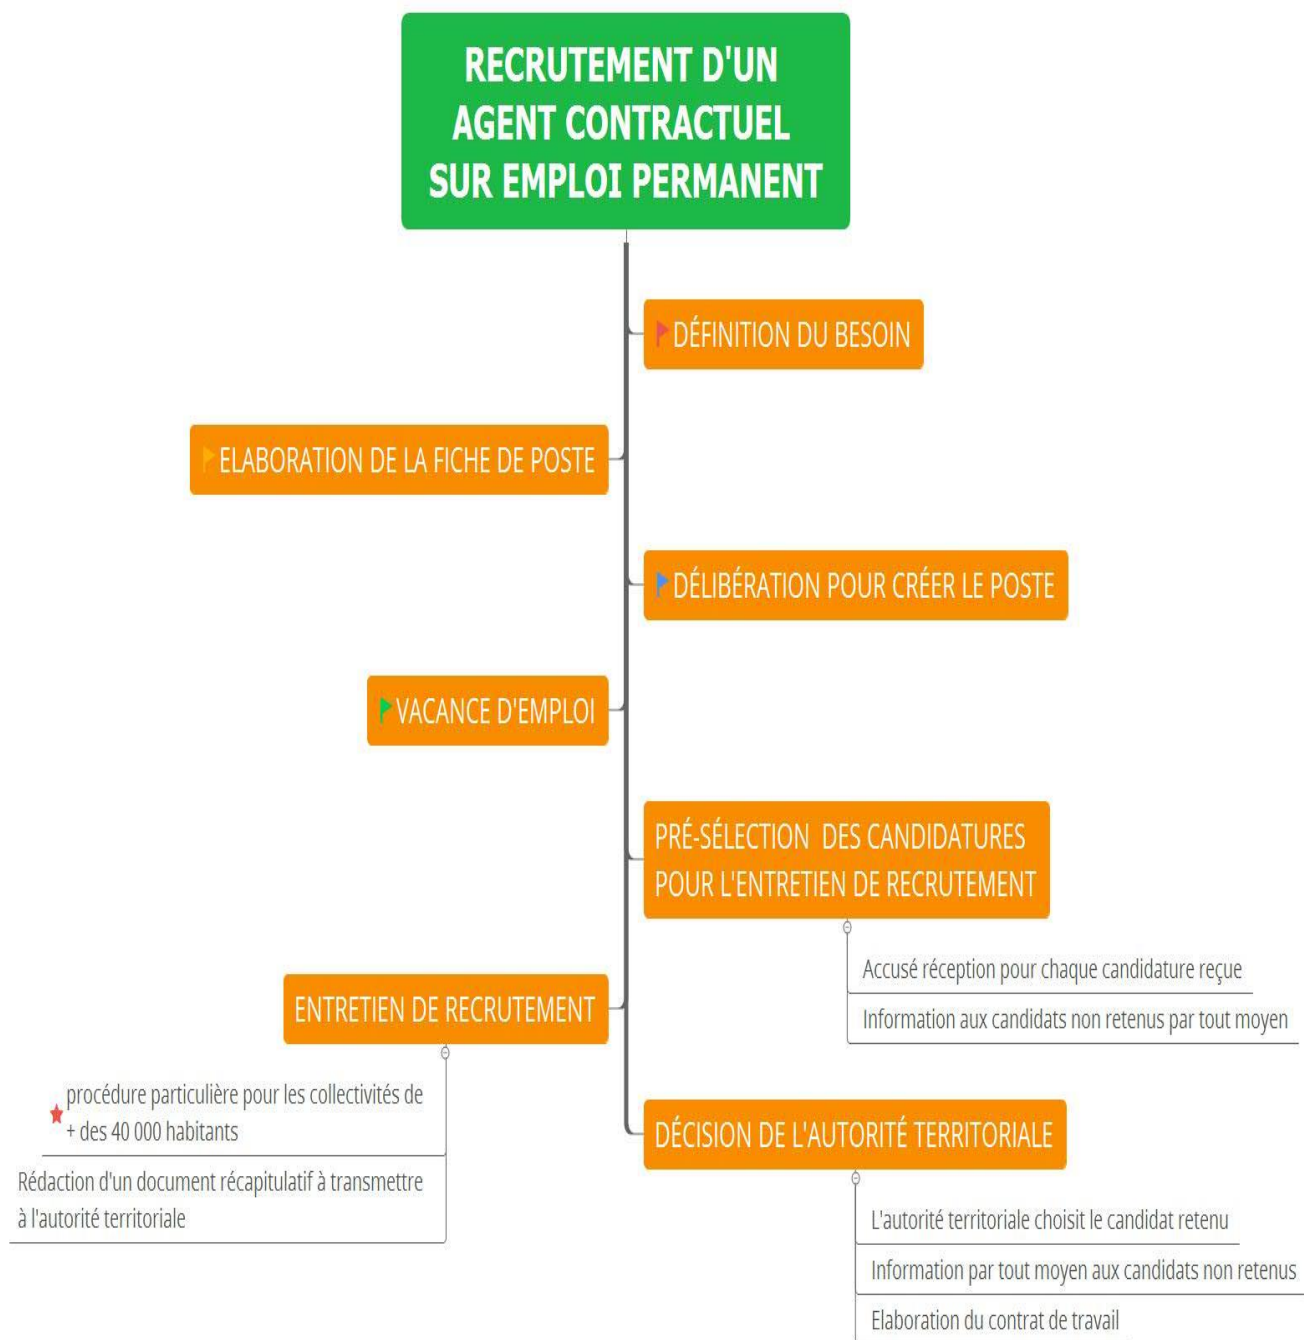 RECRUTEMENT D'UN
AGENT CONTRACTUEL
SUR EMPLOI PERMANENT
DÉFINITION DU BESOIN
ELABORATION DE LA FICHE DE POSTE
DÉLIBÉRATION POUR CRÉER LE POSTE
VACANCE D'EMPLOI
PRÉ-SÉLECTION DES CANDIDATURES
POUR L'ENTRETIEN DE RECRUTEMENT
Accusé réception pour chaque candidature reçue
Information aux candidats non retenus par tout moyen
ENTRETIEN DE RECRUTEMENT
procédure particulière pour les collectivités de
+ des 40 000 habitants
Rédaction d'un document récapitulatif à transmettre
à l'autorité territoriale
DÉCISION DE L'AUTORITÉ TERRITORIALE
L'autorité territoriale choisit le candidat retenu
Information par tout moyen aux candidats non retenus
Elaboration du contrat de travail